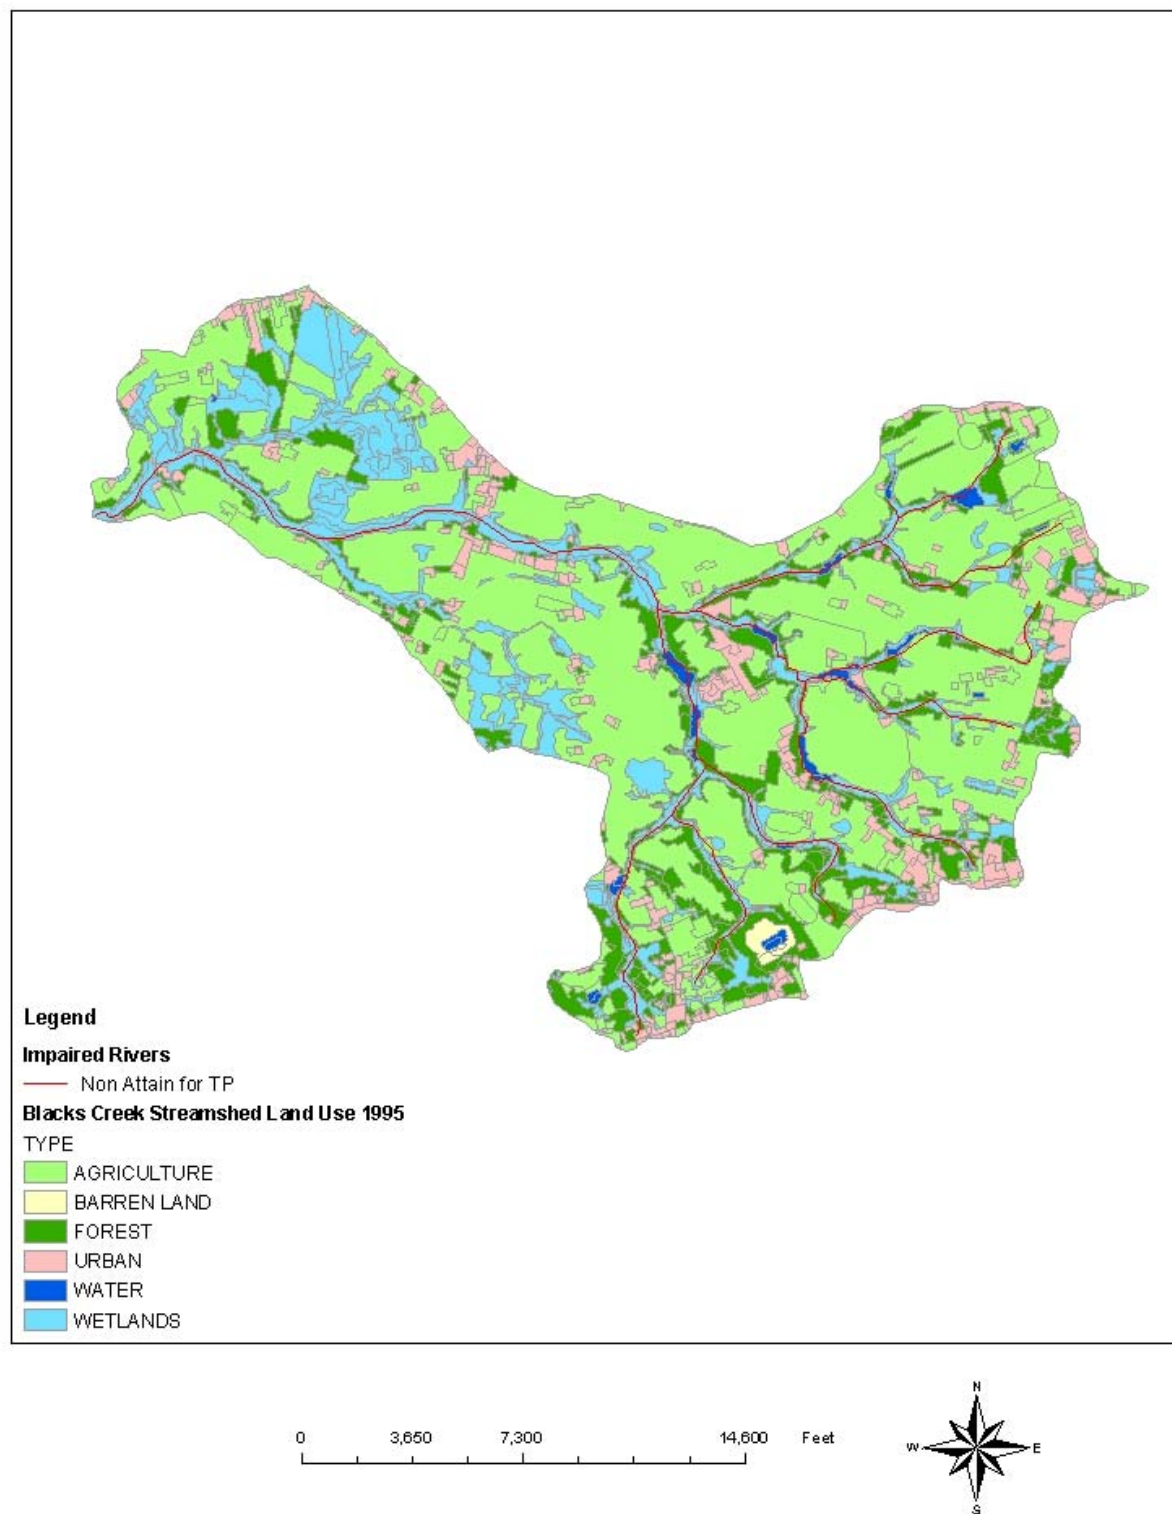 Legend
Impaired Rivers
Non Attain for TP
Blacks Creek Streamshed Land Use 1995
TYPE
AGRICULTURE
BARREN LAND
FOREST
URBAN
WATER
WETLANDS
0 3,650 7,300 14,600 Feet
N
W E
S